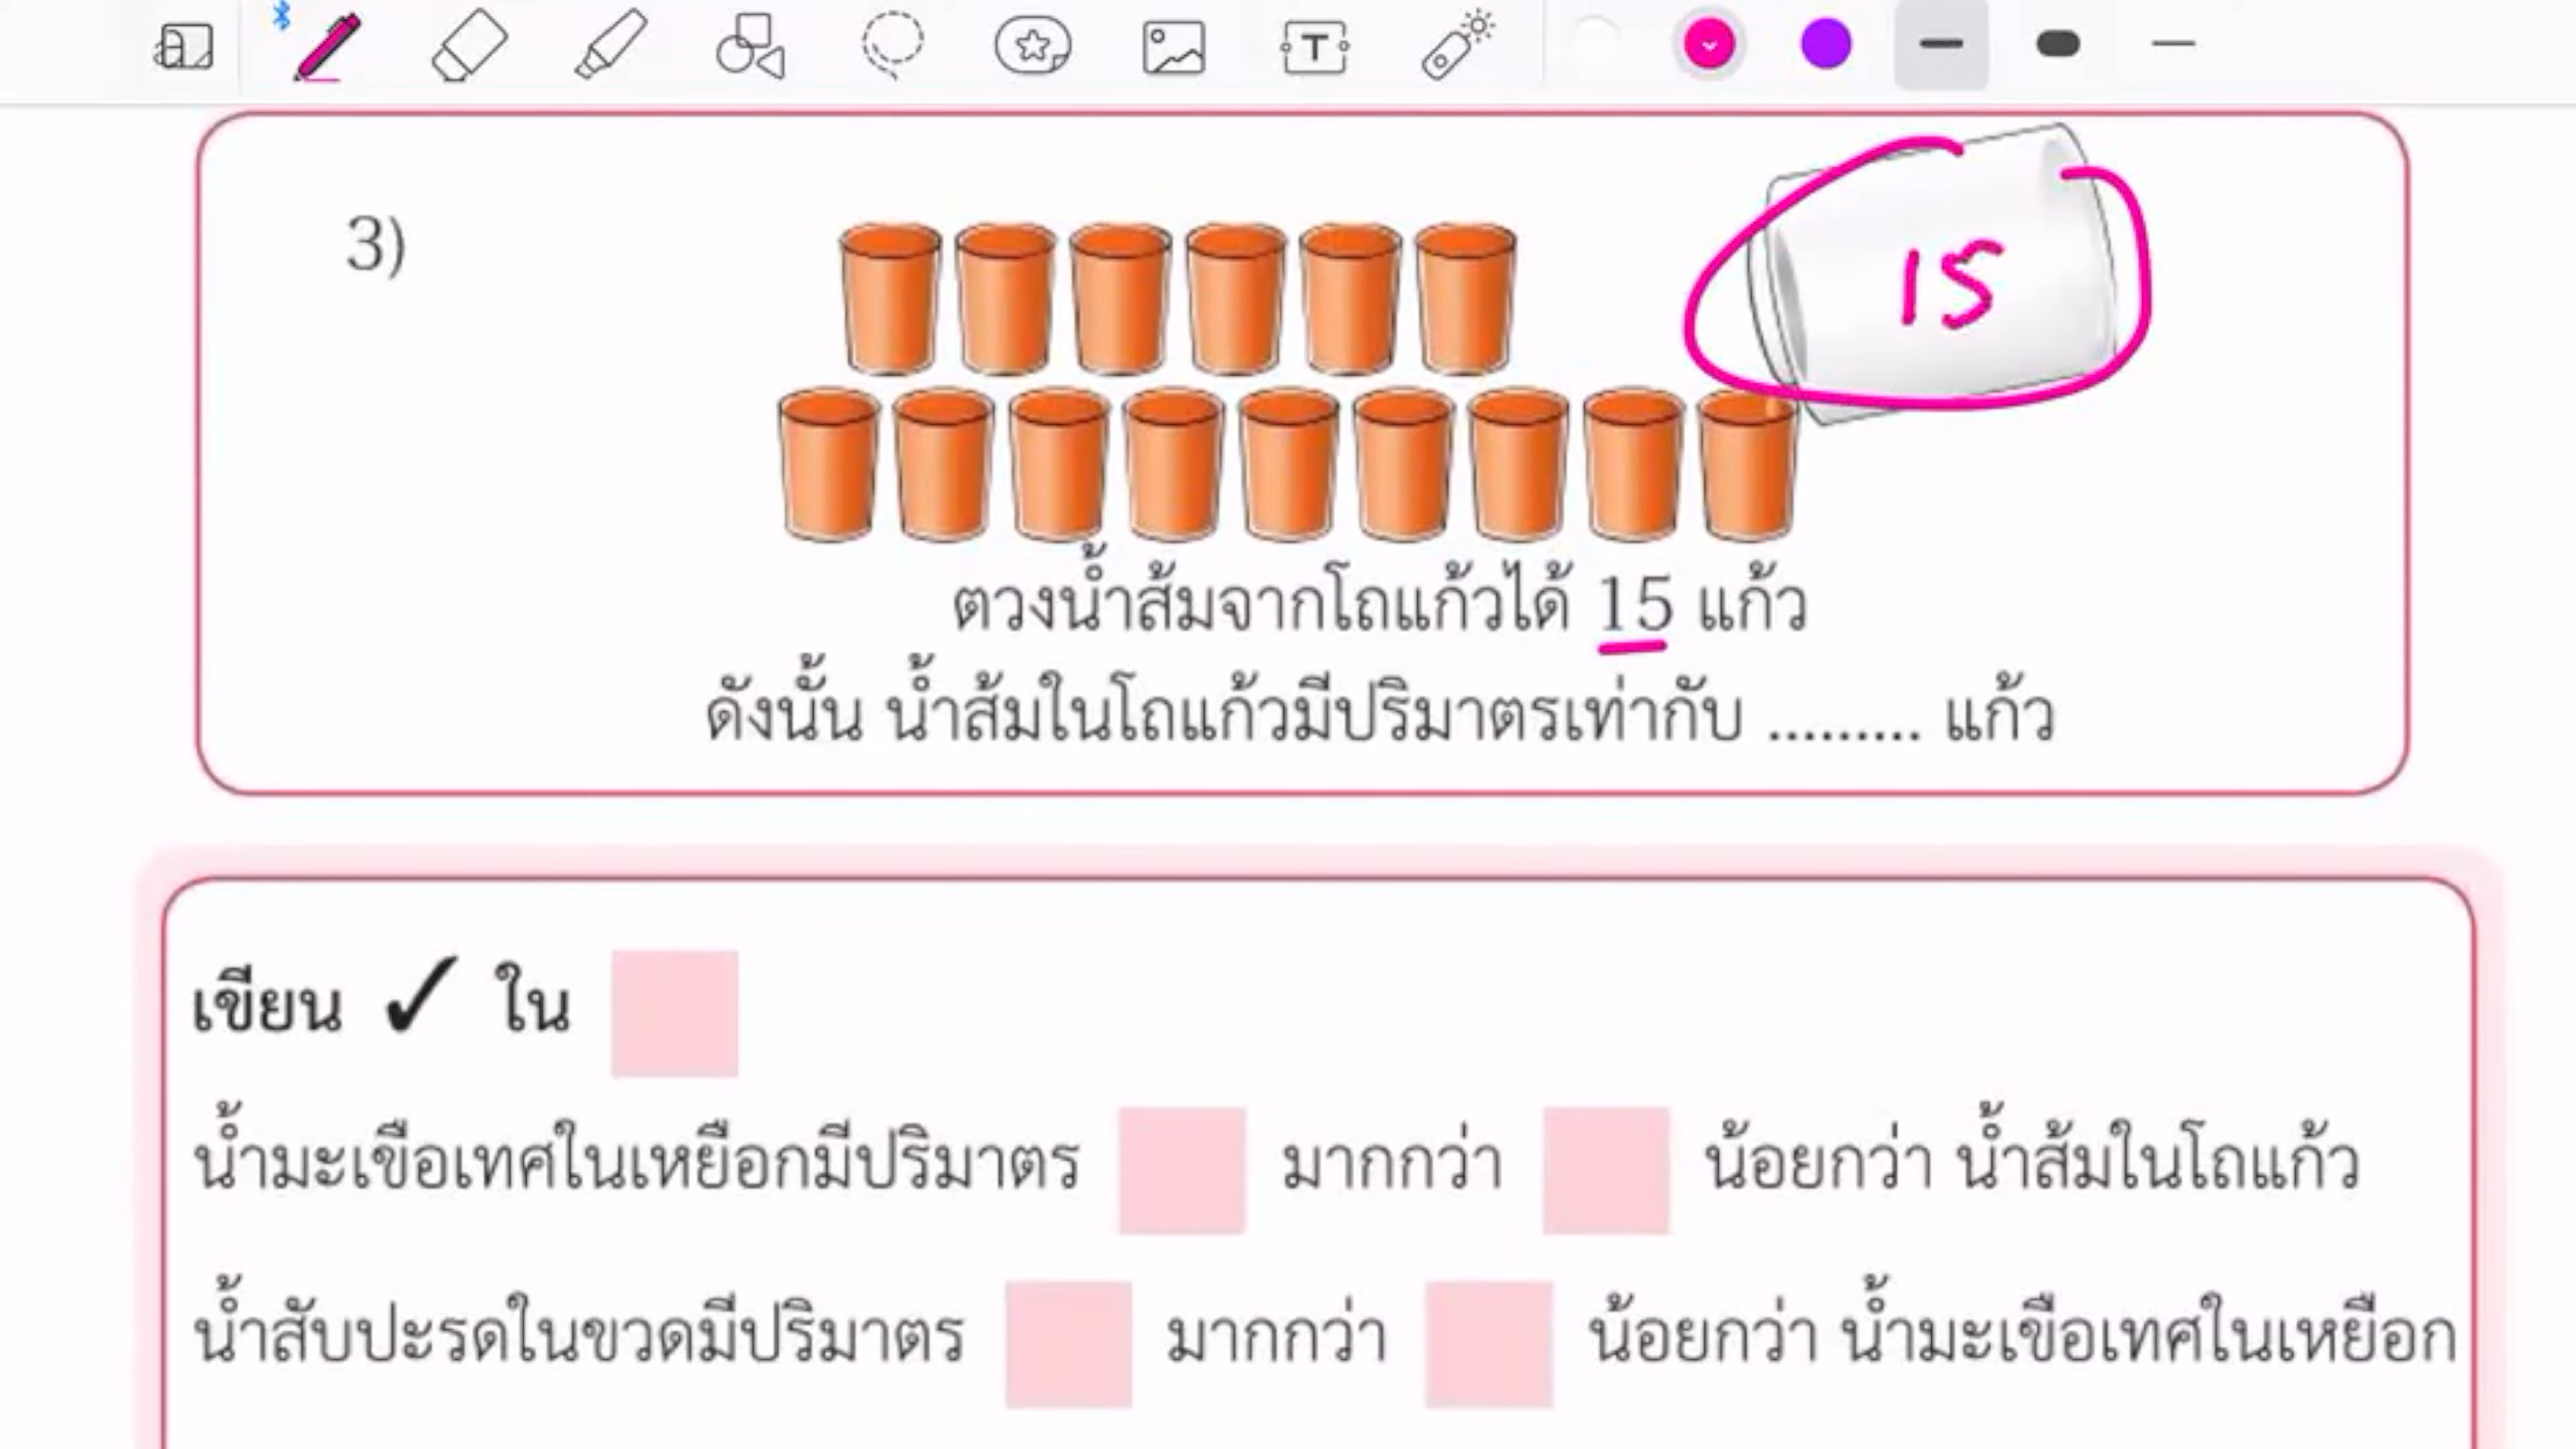 3)
15
ตวงน้ำส้มจากโถแก้วได้ 15 แก้ว
ดังนั้น น้ำส้มในโถแก้วมีปริมาตรเท่ากับ ......... แก้ว
เขียน ✓ ใน
น้ำมะเขือเทศในเหยือกมีปริมาตร มากกว่า น้อยกว่า น้ำส้มในโถแก้ว
น้ำสับปะรดในขวดมีปริมาตร มากกว่า น้อยกว่า น้ำมะเขือเทศในเหยือก